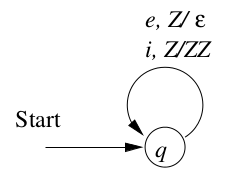 e, Z/ ε
i, Z/ZZ
Start
q